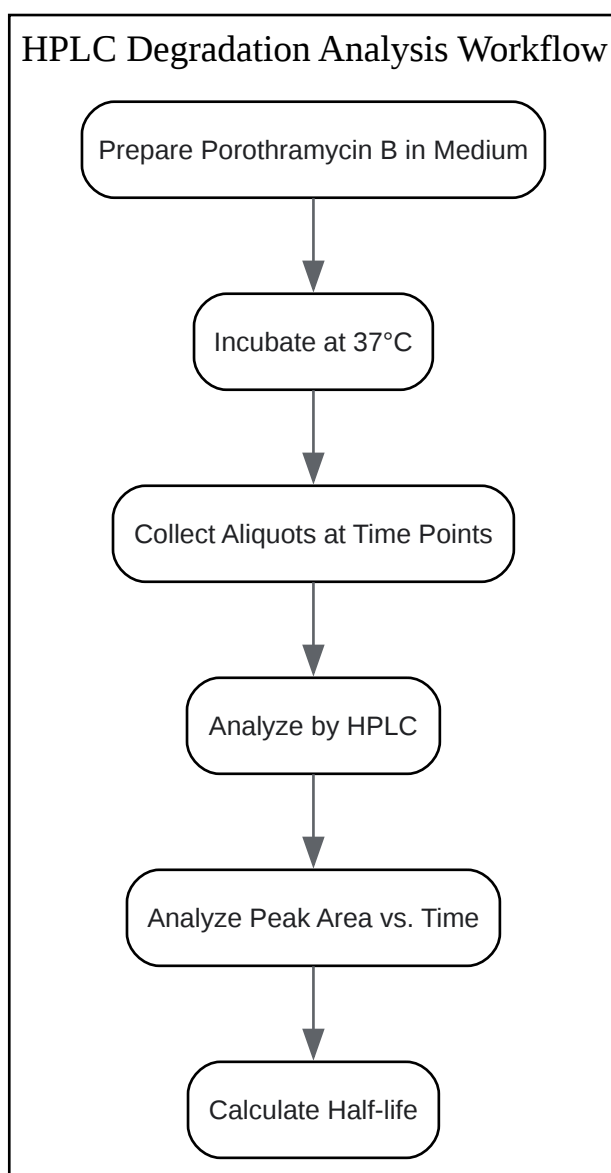 HPLC Degradation Analysis Workflow
Prepare Porothramycin B in Medium
Incubate at 37°C
Collect Aliquots at Time Points
Analyze by HPLC
Analyze Peak Area vs. Time
Calculate Half-life